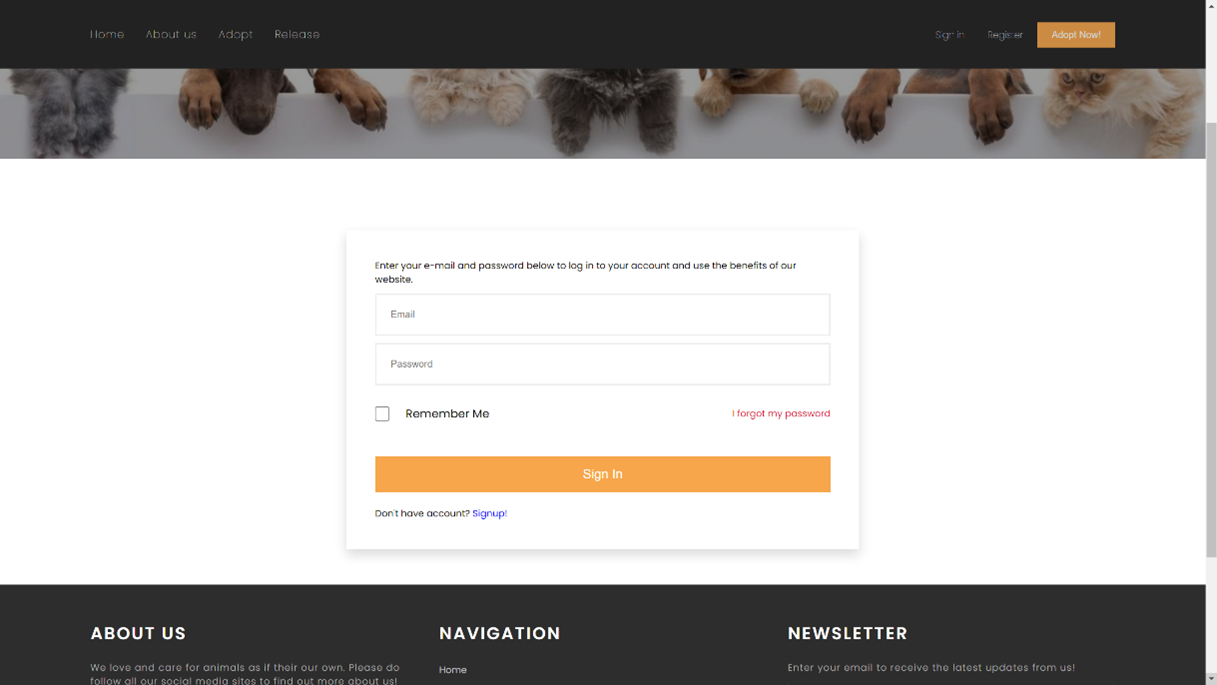 Home About us Adopt Release Sign in Register Adopt Now!
Enter your e-mail and password below to log in to your account and use the benefits of our
website.
Email
Password
Remember Me I forgot my password
Sign In
Don't have account? Signup!
ABOUT US NAVIGATION NEWSLETTER
We love and care for animals as if their our own. Please do
follow all our social media sites to find out more about us!
Home
Enter your email to receive the latest updates from us!